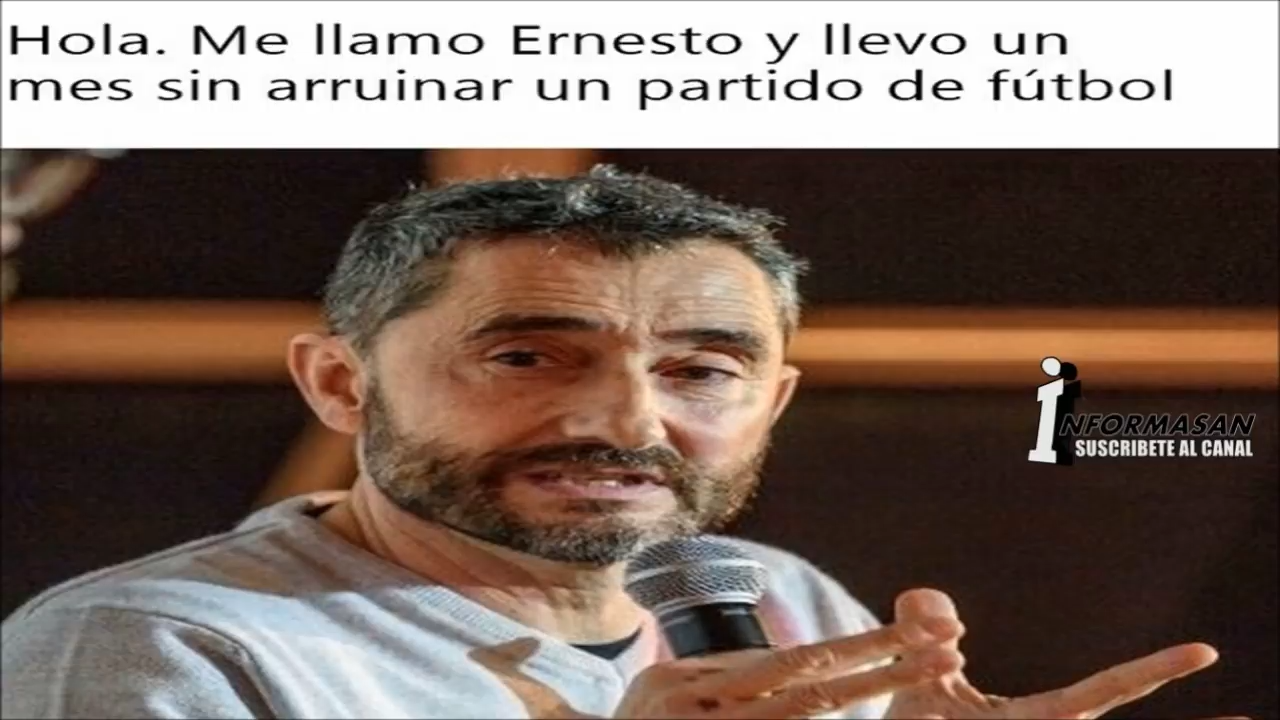 Hola. Me llamo Ernesto y llevo un
mes sin arruinar un partido de fútbol
INFORMASAN
SUSCRIBETE AL CANAL